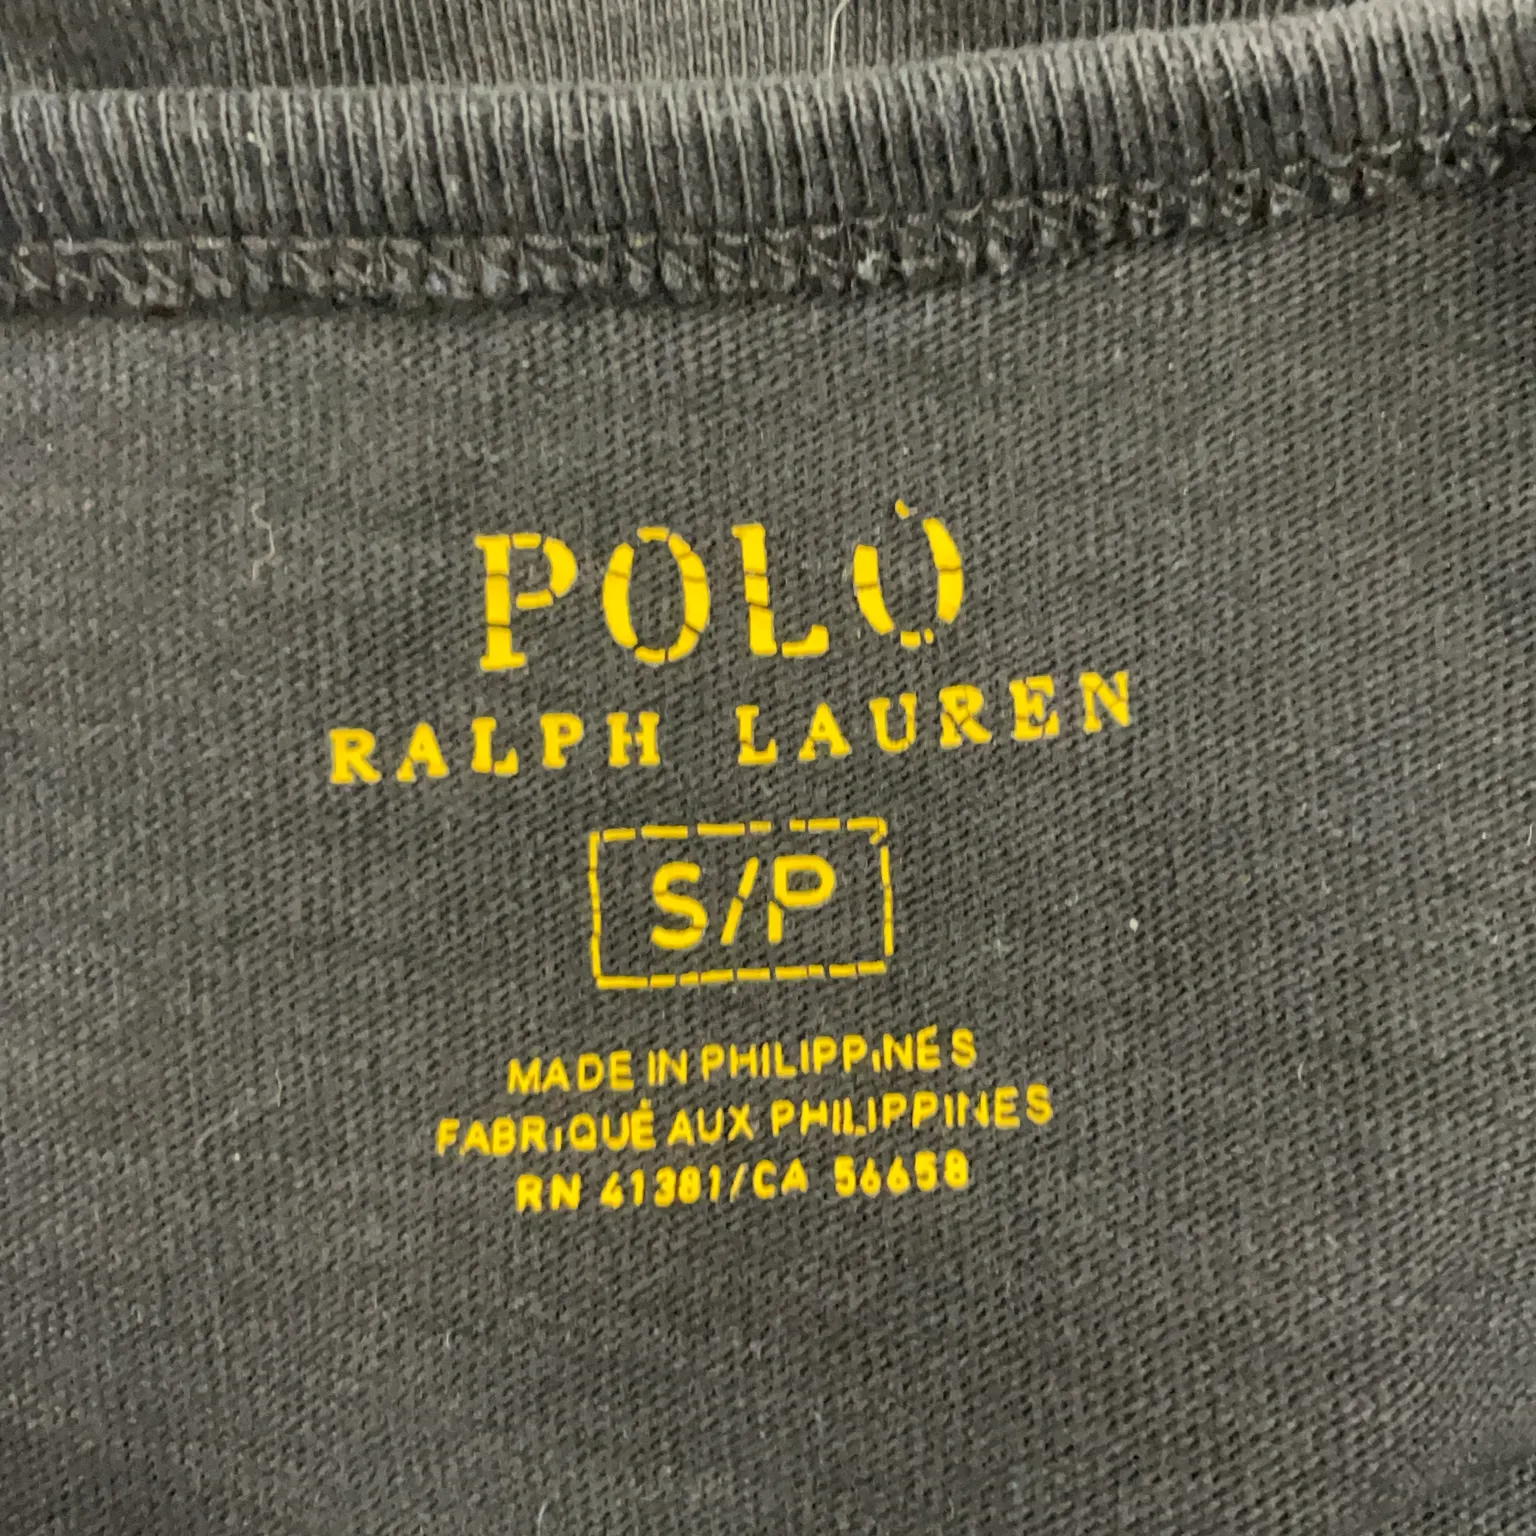 POLO
RALPH LAUREN
S/P
MADE IN PHILIPPINES
FABRIQUÉ AUX PHILIPPINES
RN 41381/CA 56658